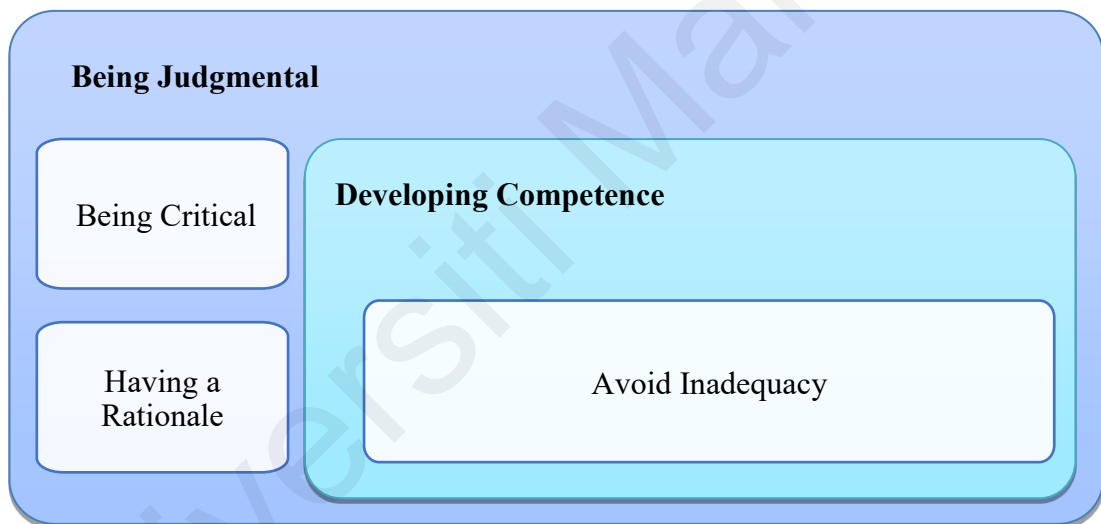 Being Judgmental
Being Critical
Having a
Rationale
Developing Competence
Avoid Inadequacy